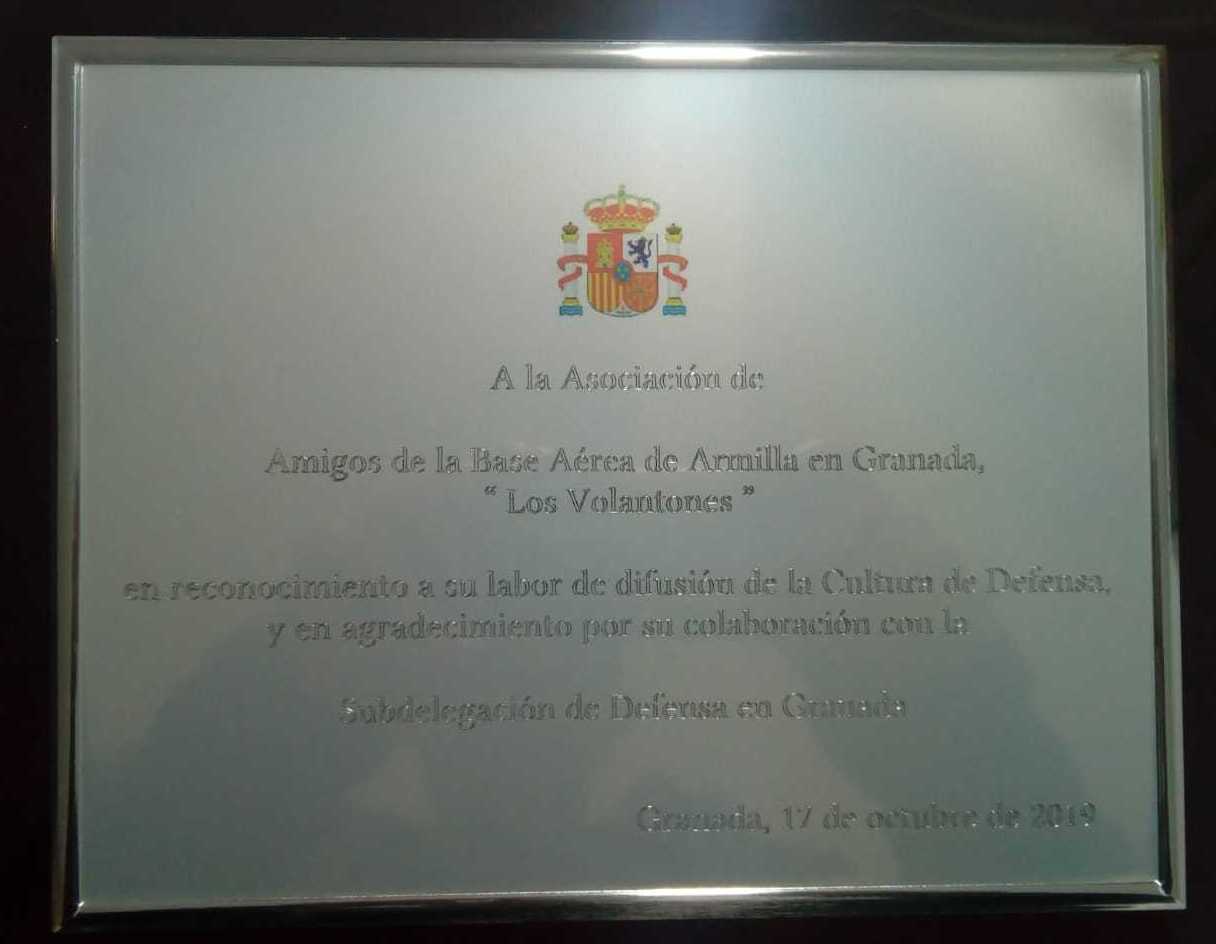 A la Asociación de
Amigos de la Base Aérea de Armilla en Granada,
“ Los Volantones ”
en reconocimiento a su labor de difusión de la Cultura de Defensa,
y en agradecimiento por su colaboración con la
Subdelegación de Defensa en Granada
Granada, 17 de octubre de 2019